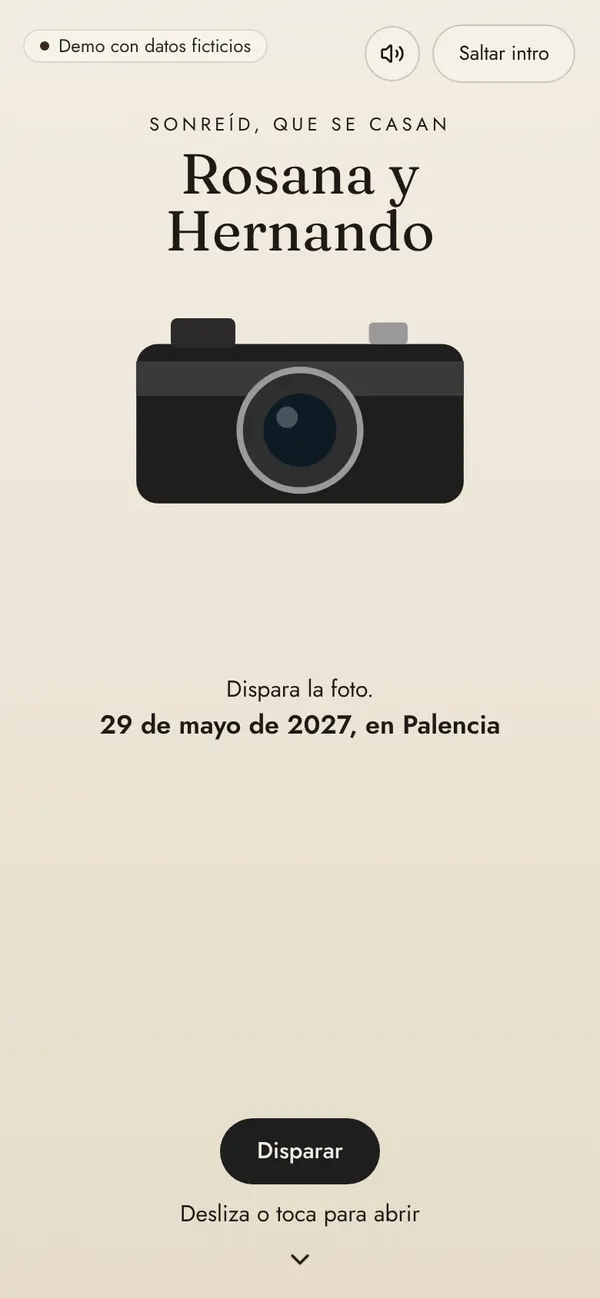 Demo con datos ficticios
Saltar intro
SONREÍD, QUE SE CASAN
Rosana y
Hernando
Dispara la foto.
29 de mayo de 2027, en Palencia
Disparar
Desliza o toca para abrir